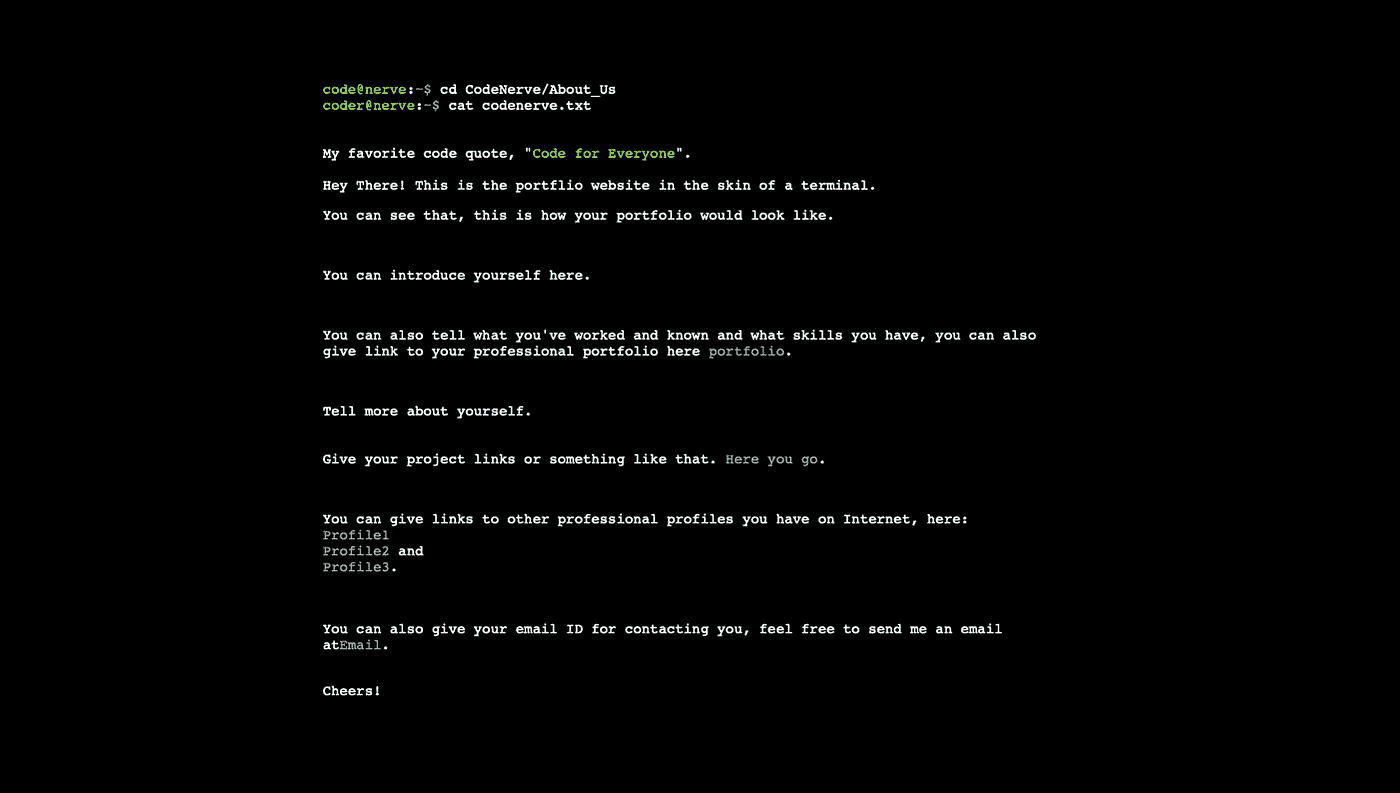 code@nerve:~$ cd CodeNerve/About_Us
coder@nerve:~$ cat codenerve.txt
My favorite code quote, "Code for Everyone".
Hey There! This is the portflio website in the skin of a terminal.
You can see that, this is how your portfolio would look like.
You can introduce yourself here.
You can also tell what you've worked and known and what skills you have, you can also
give link to your professional portfolio here portfolio.
Tell more about yourself.
Give your project links or something like that. Here you go.
You can give links to other professional profiles you have on Internet, here:
Profile1
Profile2 and
Profile3.
You can also give your email ID for contacting you, feel free to send me an email
atEmail.
Cheers!